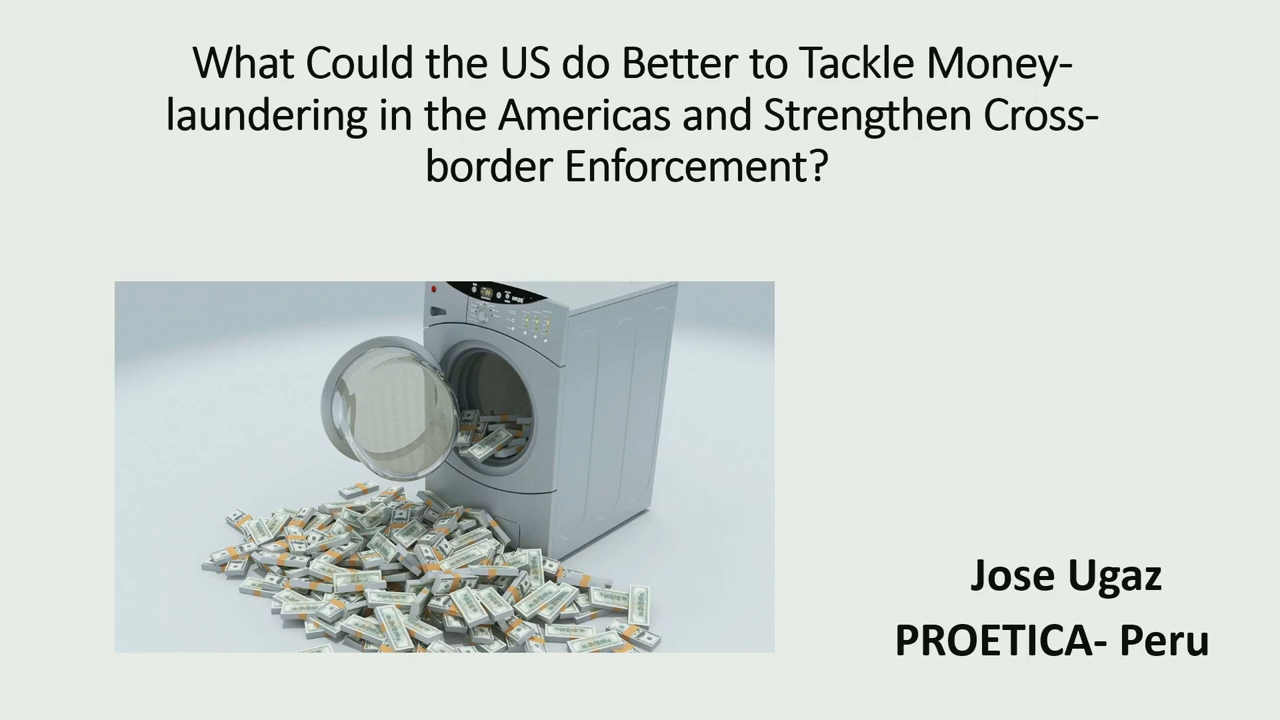 What Could the US do Better to Tackle Money-
laundering in the Americas and Strengthen Cross-
border Enforcement?
Jose Ugaz
PROETICA- Peru